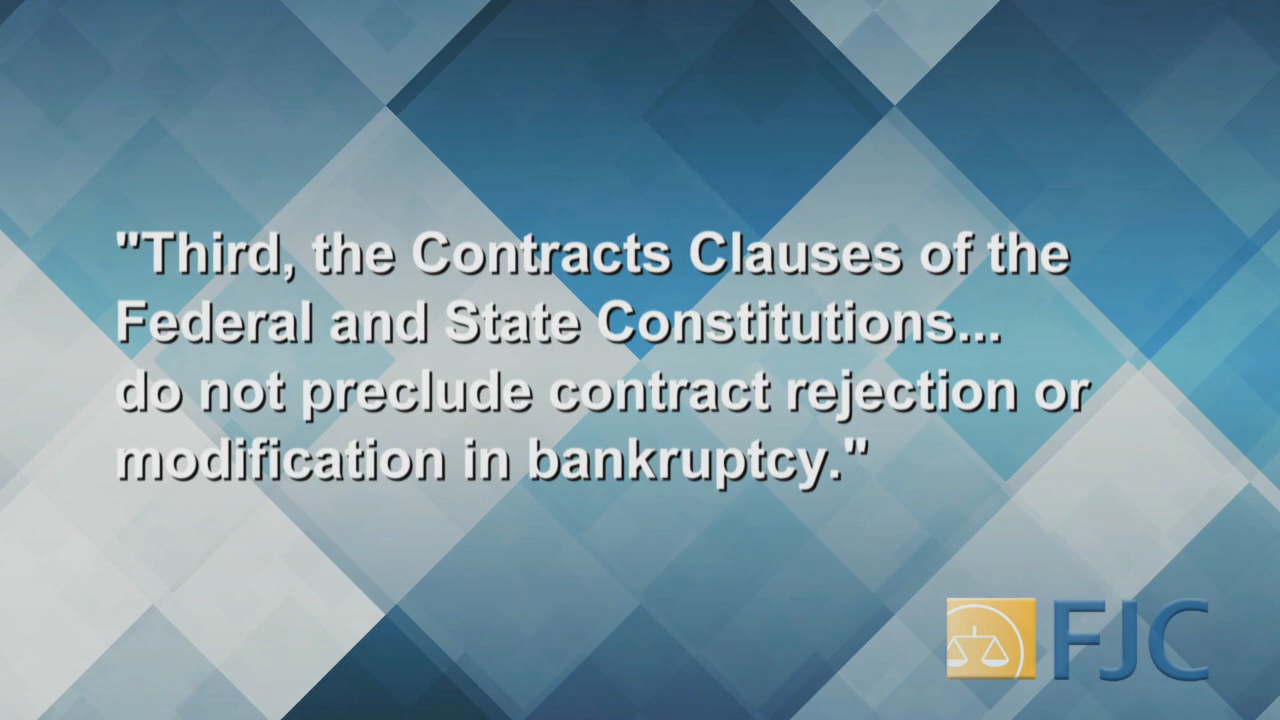 "Third, the Contracts Clauses of the
Federal and State Constitutions...
do not preclude contract rejection or
modification in bankruptcy."
FJC